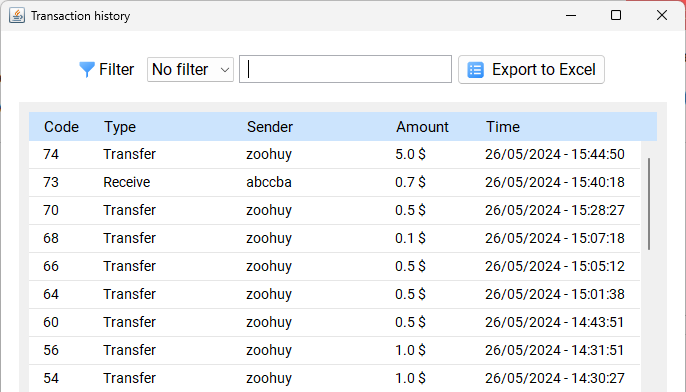 Transaction history
Filter No filter Export to Excel
Code Type Sender Amount Time
74 Transfer zoohuy 5.0 $ 26/05/2024 - 15:44:50
73 Receive abccba 0.7 $ 26/05/2024 - 15:40:18
70 Transfer zoohuy 0.5 $ 26/05/2024 - 15:28:27
68 Transfer zoohuy 0.1 $ 26/05/2024 - 15:07:18
66 Transfer zoohuy 0.5 $ 26/05/2024 - 15:05:12
64 Transfer zoohuy 0.5 $ 26/05/2024 - 15:01:38
60 Transfer zoohuy 0.5 $ 26/05/2024 - 14:43:51
56 Transfer zoohuy 1.0 $ 26/05/2024 - 14:31:51
54 Transfer zoohuy 1.0 $ 26/05/2024 - 14:30:27